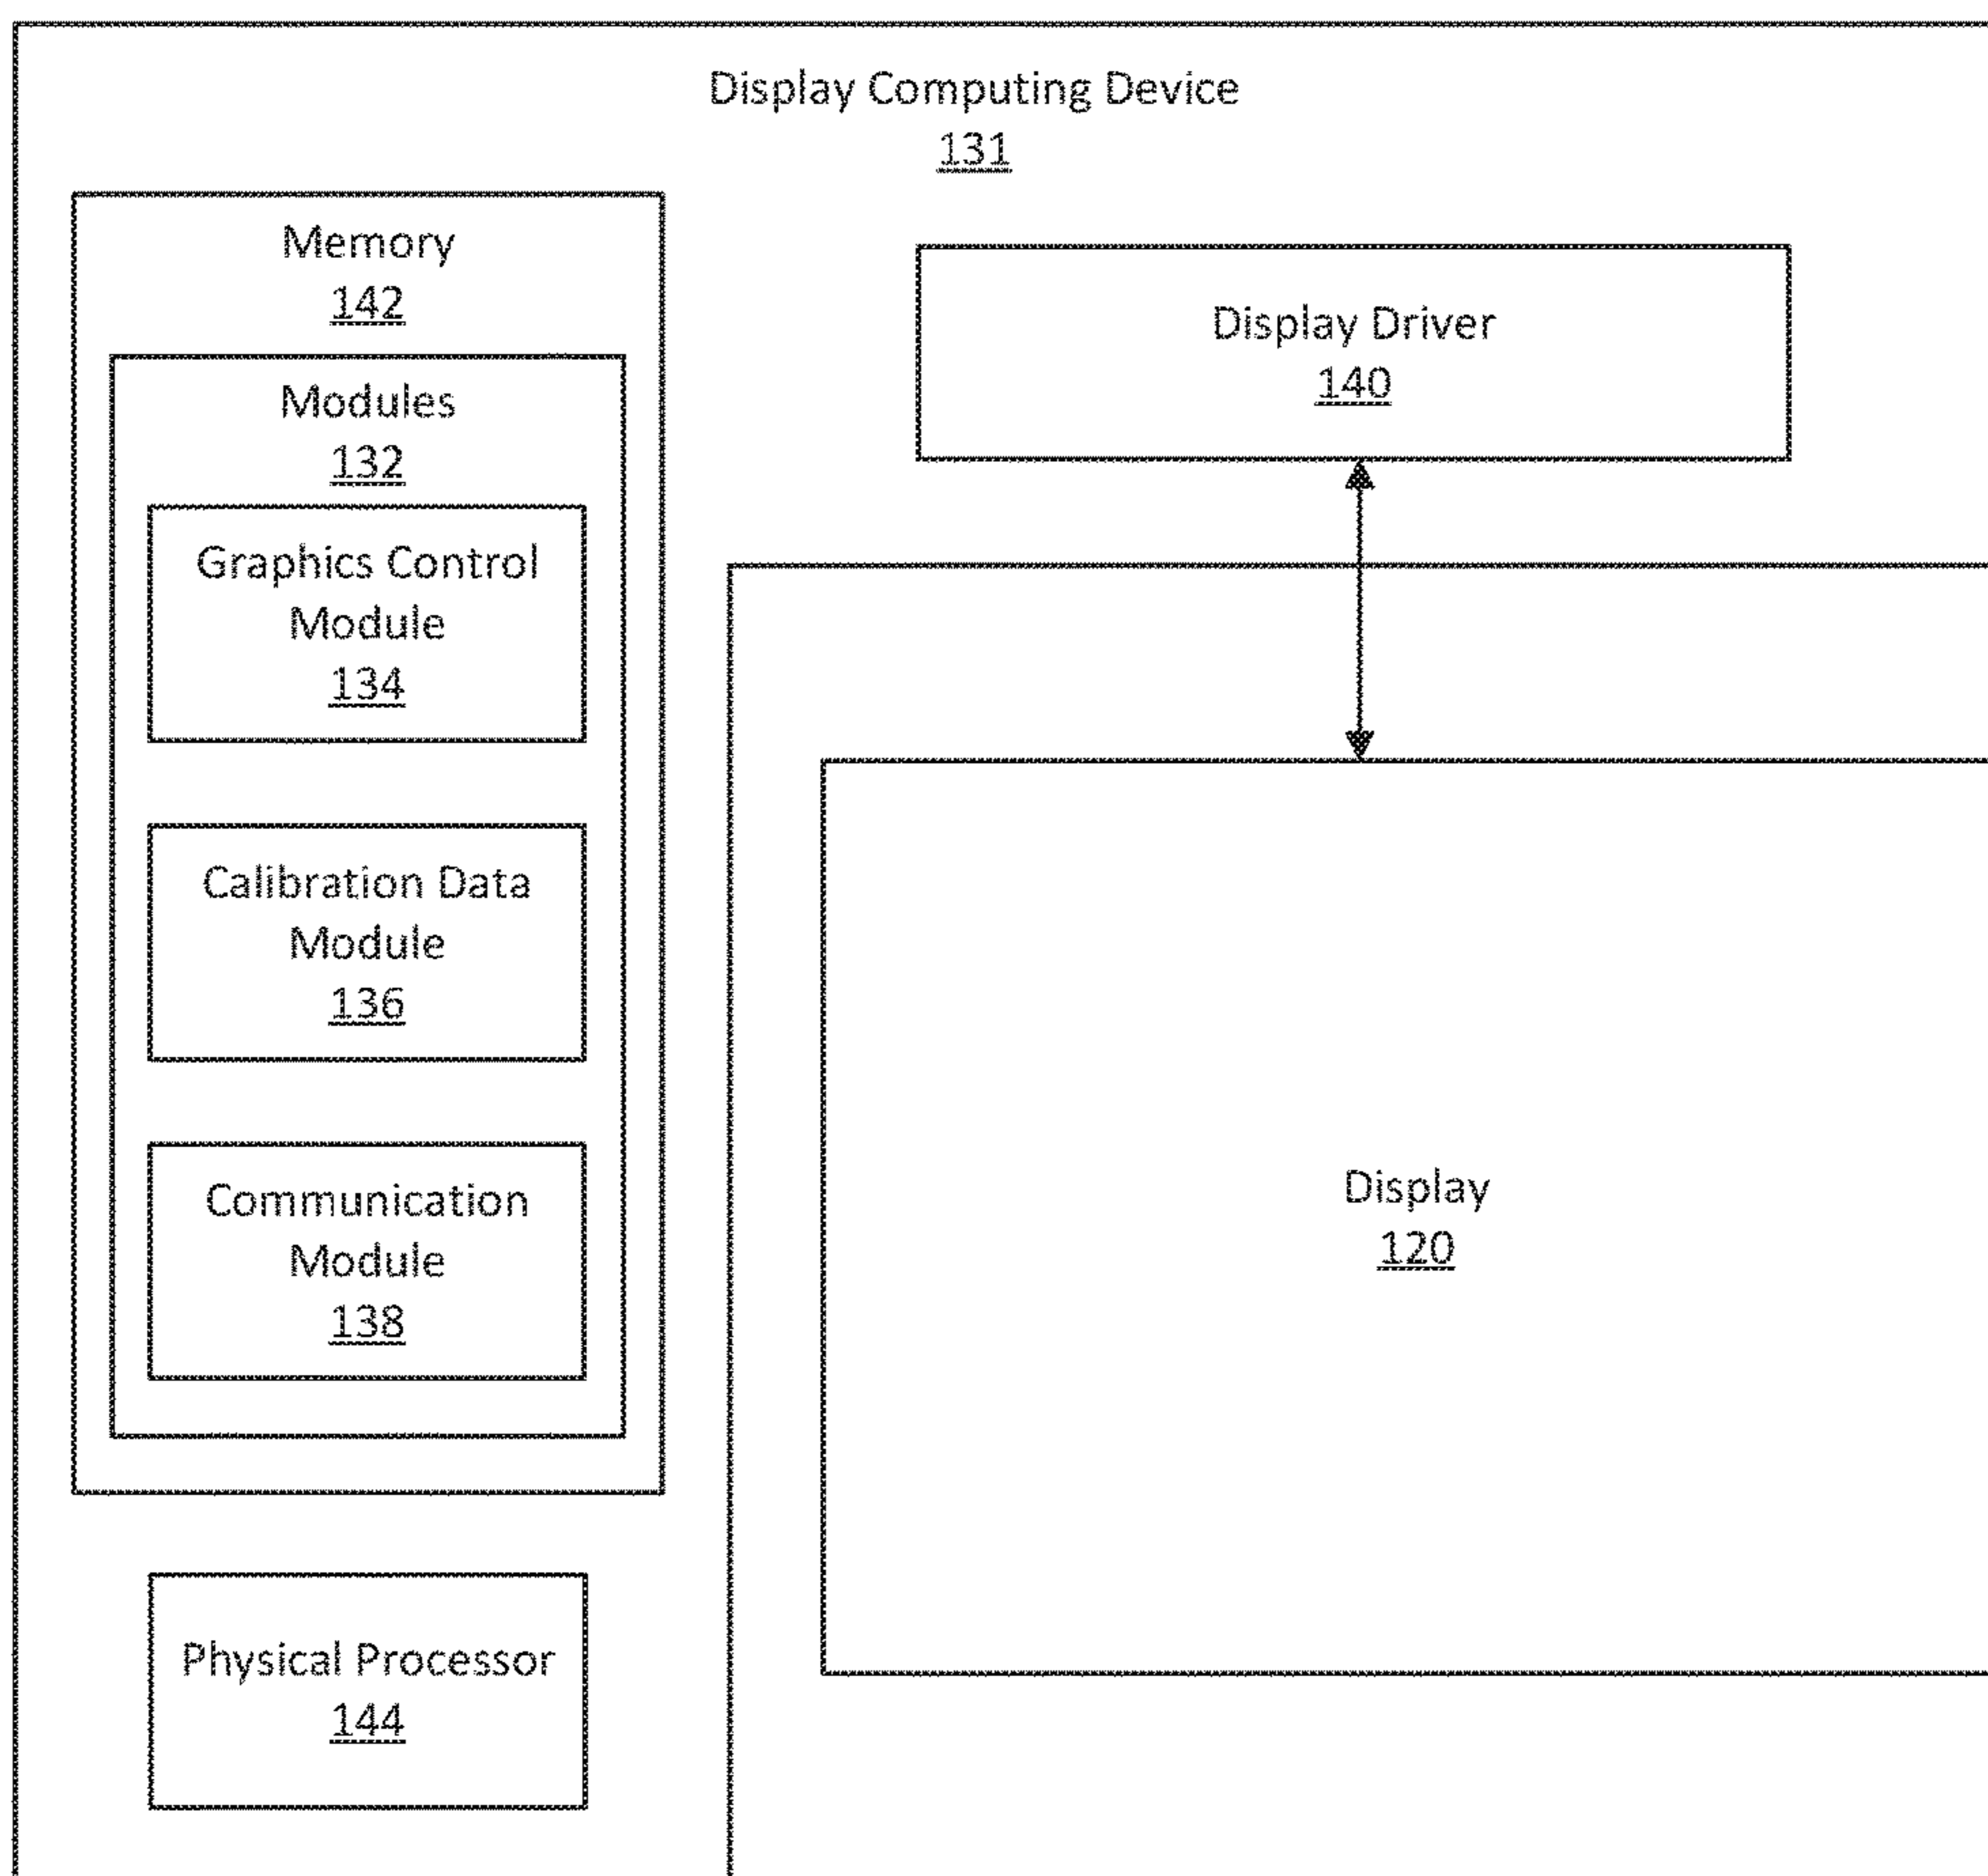 Display Computing Device
131
Memory
142
Modules
132
Graphics Control
Module
134
Calibration Data
Module
136
Communication
Module
138
Physical Processor
144
Display Driver
140
Display
120